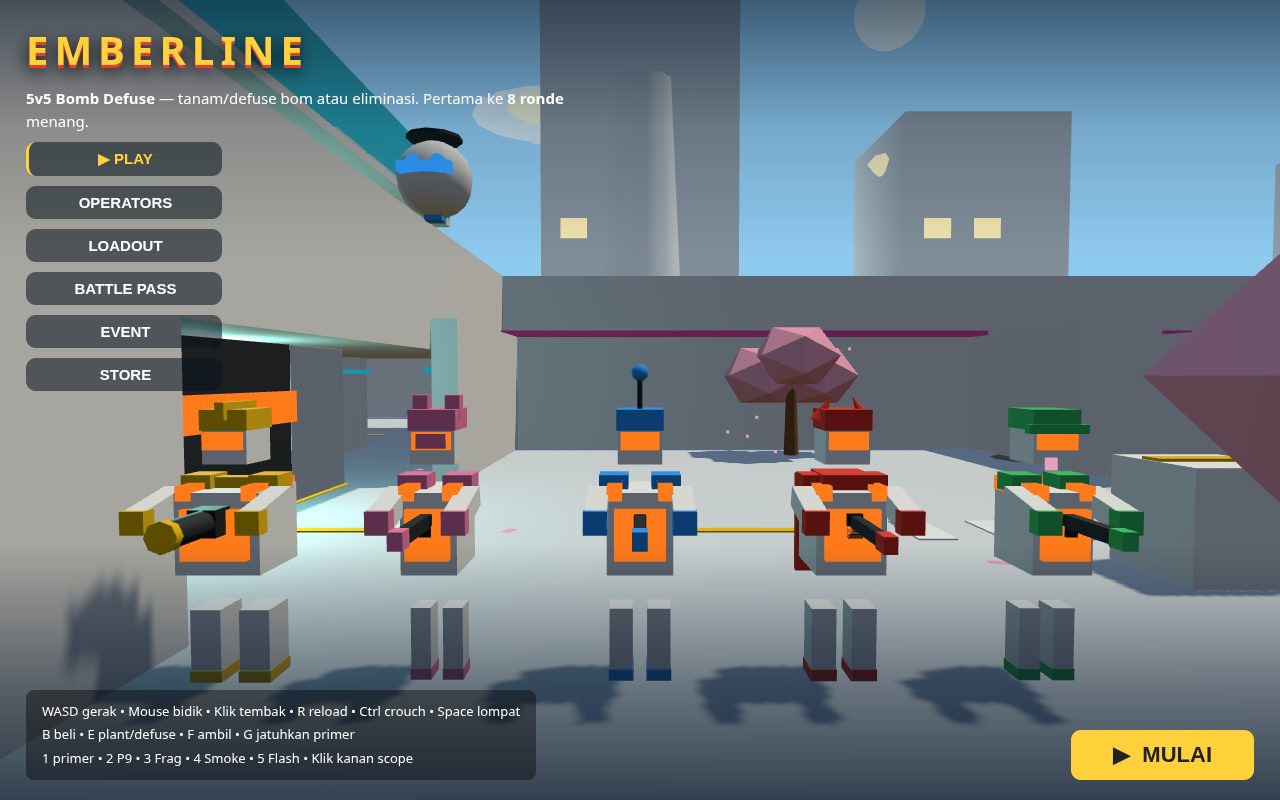 EMBERLINE
5v5 Bomb Defuse — tanam/defuse bom atau eliminasi. Pertama ke 8 ronde
menang.
▶ PLAY
OPERATORS
LOADOUT
BATTLE PASS
EVENT
STORE
WASD gerak • Mouse bidik • Klik tembak • R reload • Ctrl crouch • Space lompat
B beli • E plant/defuse • F ambil • G jatuhkan primer
1 primer • 2 P9 • 3 Frag • 4 Smoke • 5 Flash • Klik kanan scope
▶ MULAI